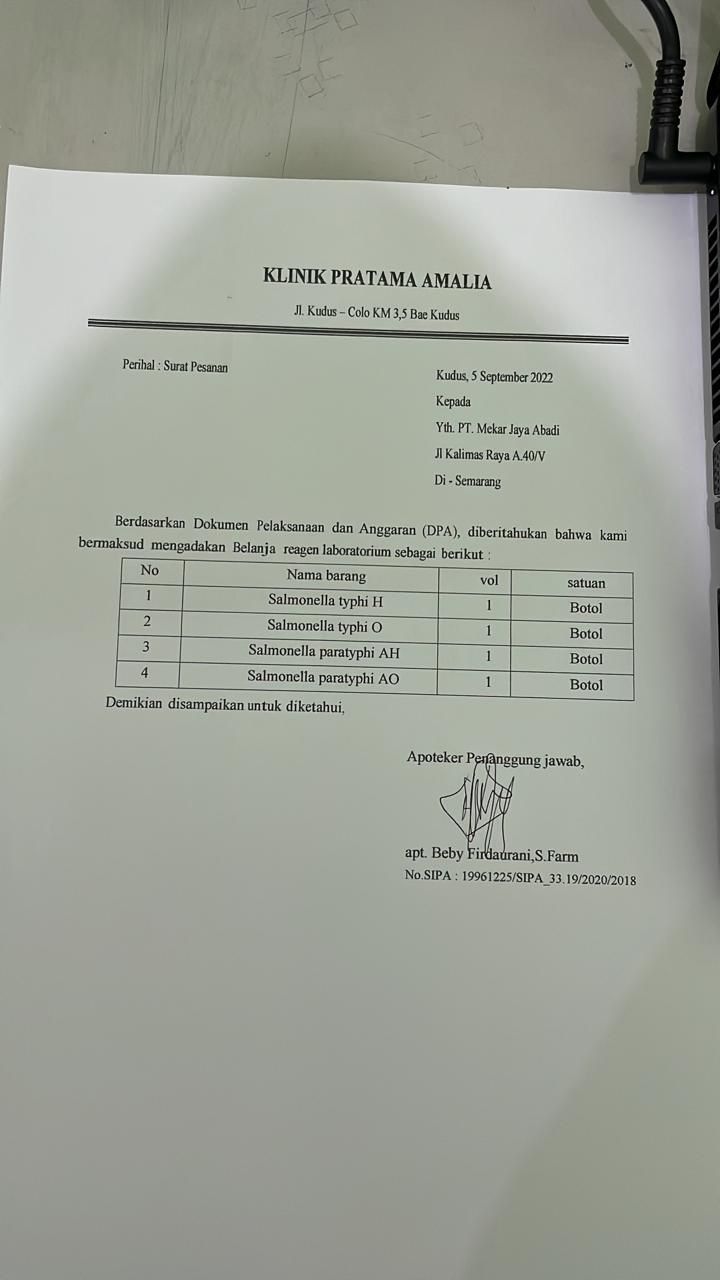 KLINIK PRATAMA AMALIA
Jl. Kudus – Colo KM 3,5 Bae Kudus
Perihal : Surat Pesanan
Kudus, 5 September 2022
Kepada
Yth. PT. Mekar Jaya Abadi
Jl Kalimas Raya A.40/V
Di - Semarang
Berdasarkan Dokumen Pelaksanaan dan Anggaran (DPA), diberitahukan bahwa kami
bermaksud mengadakan Belanja reagen laboratorium sebagai berikut :
No Nama barang vol satuan
1 Salmonella typhi H 1 Botol
2 Salmonella typhi O 1 Botol
3 Salmonella paratyphi AH 1 Botol
4 Salmonella paratyphi AO 1 Botol
Demikian disampaikan untuk diketahui,
Apoteker Penanggung jawab,
apt. Beby Firdaurani,S.Farm
No.SIPA : 19961225/SIPA_33.19/2020/2018